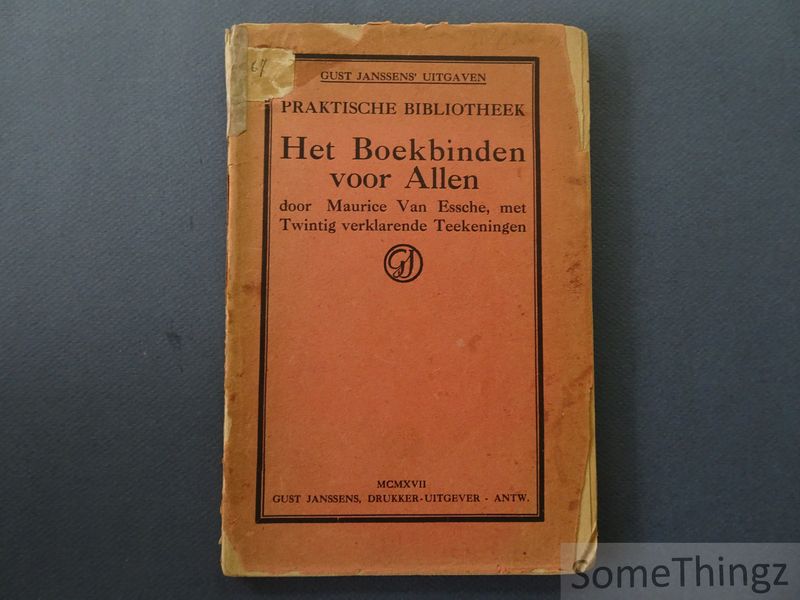 67
GUST JANSSENS' UITGAVEN
PRAKTISCHE BIBLIOTHEEK
Het Boekbinden
voor Allen
door Maurice Van Essche, met
Twintig verklarende Teekeningen
GJ
MCMXVII
GUST JANSSENS, DRUKKER-UITGEVER - ANTW.
SomeThingz